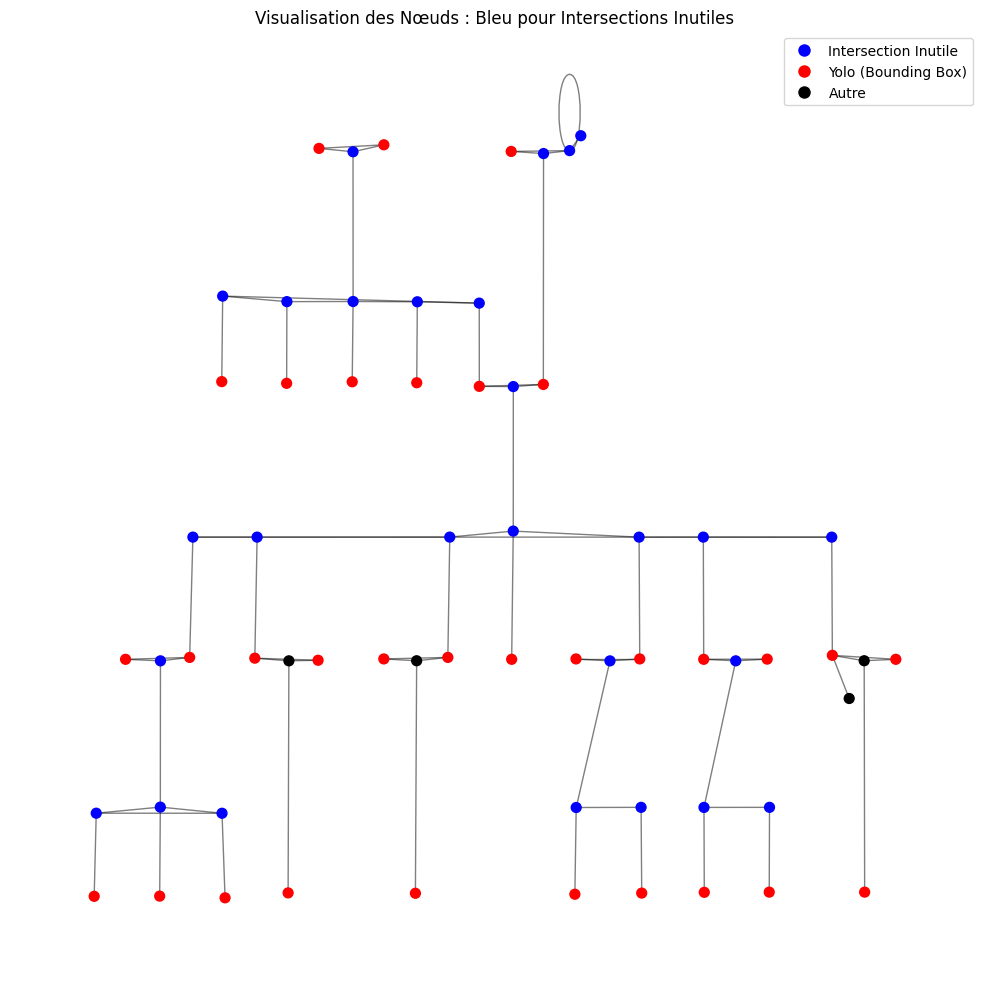 Visualisation des Nœuds : Bleu pour Intersections Inutiles
Intersection Inutile
Yolo (Bounding Box)
Autre